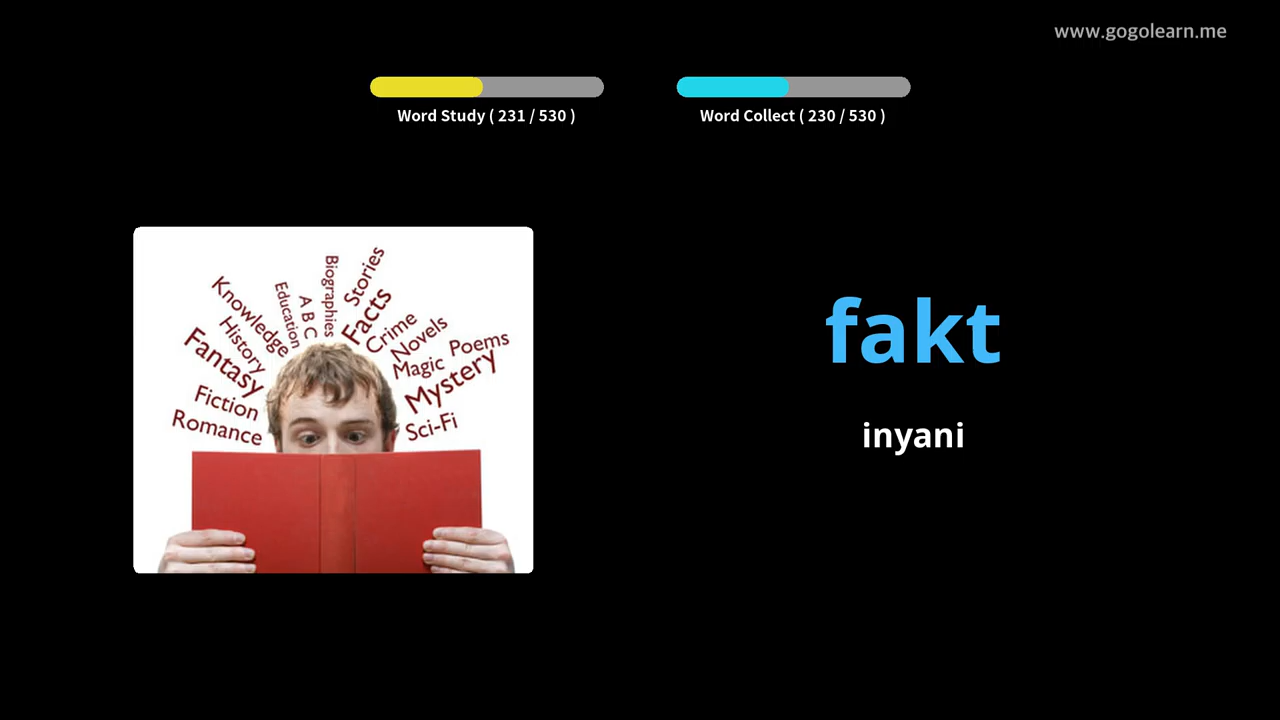 www.gogolearn.me
Word Study ( 231 / 530 )
Word Collect ( 230 / 530 )
Knowledge
Education
A B C
Biographies
Stories
Facts
Crime
Novels
Poems
Magic
Mystery
Sci-Fi
History
Fantasy
Fiction
Romance
fakt
inyani